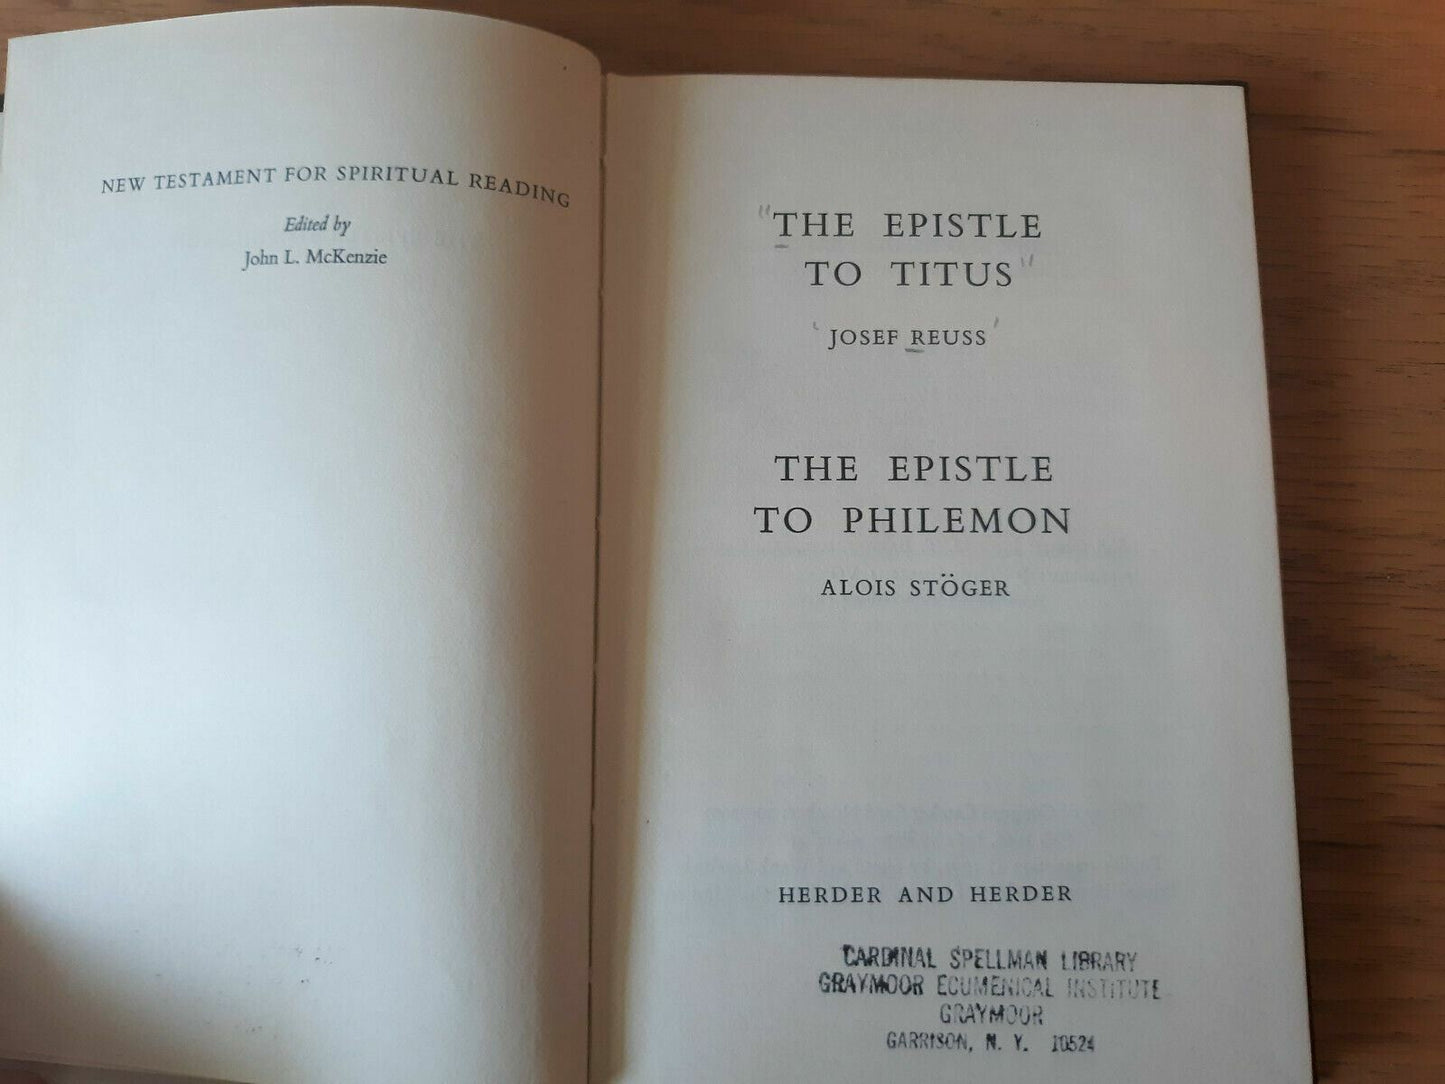 NEW TESTAMENT FOR SPIRITUAL READING
Edited by
John L. McKenzie
"THE EPISTLE
TO TITUS"
'JOSEF REUSS'
THE EPISTLE
TO PHILEMON
ALOIS STÖGER
HERDER AND HERDER
CARDINAL SPELLMAN LIBRARY
GRAYMOOR ECUMENICAL INSTITUTE
GRAYMOOR
GARRISON, N. Y. 10524